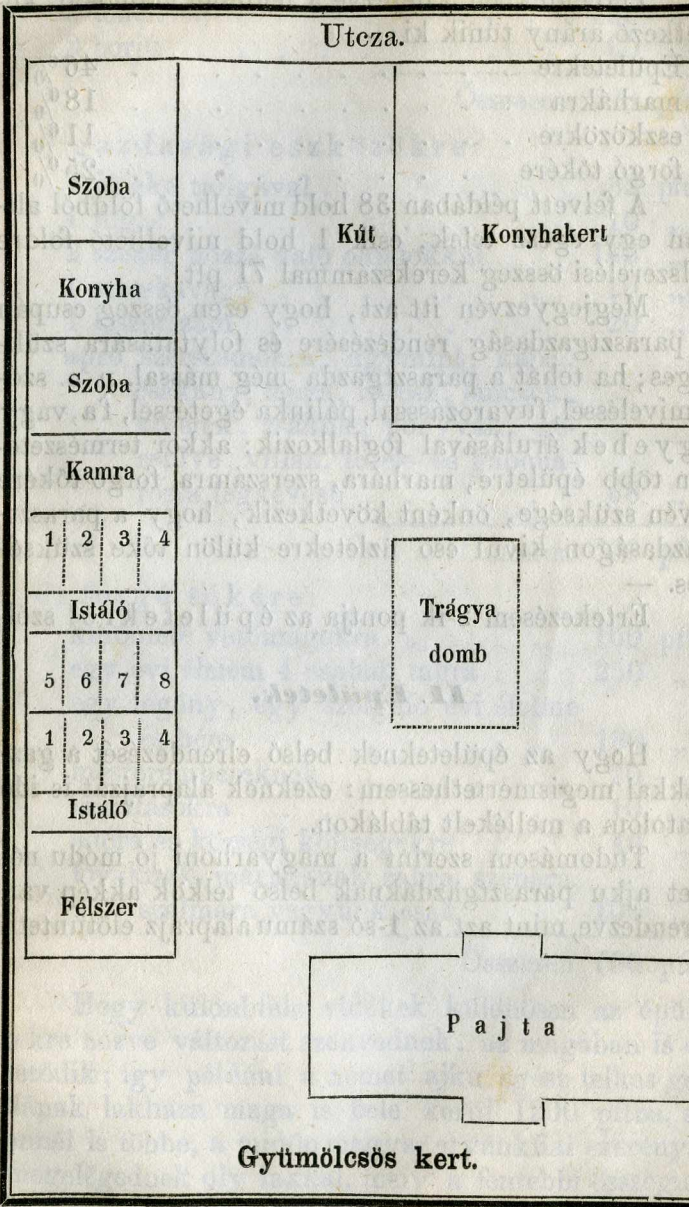 Utcza.
Szoba
Kút
Konyhakert
Konyha
Szoba
Kamra
1 2 3 4
Istáló
5 6 7 8
1 2 3 4
Istáló
Trágya
domb
Félszer
Pajta
Gyümölcsös kert.